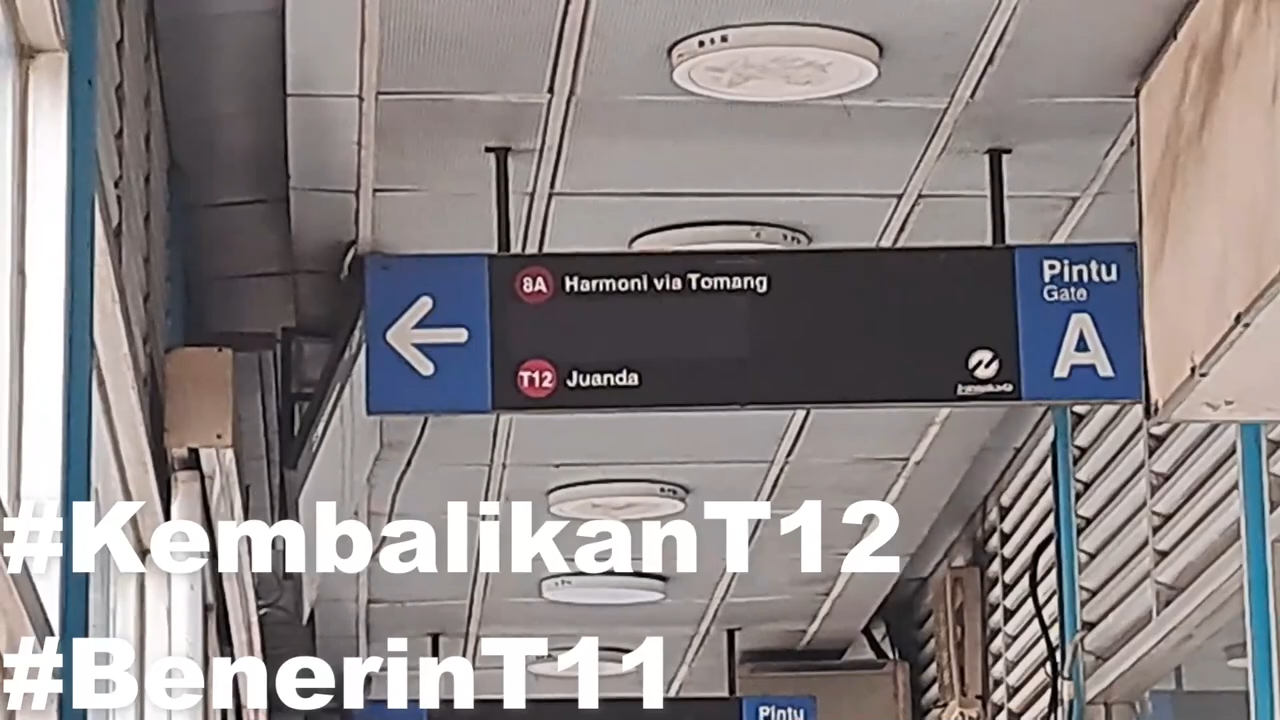 8A Harmoni via Tomang
T12 Juanda
Pintu
Gate
A
#KembalikanT12
#BenerinT11
Pintu